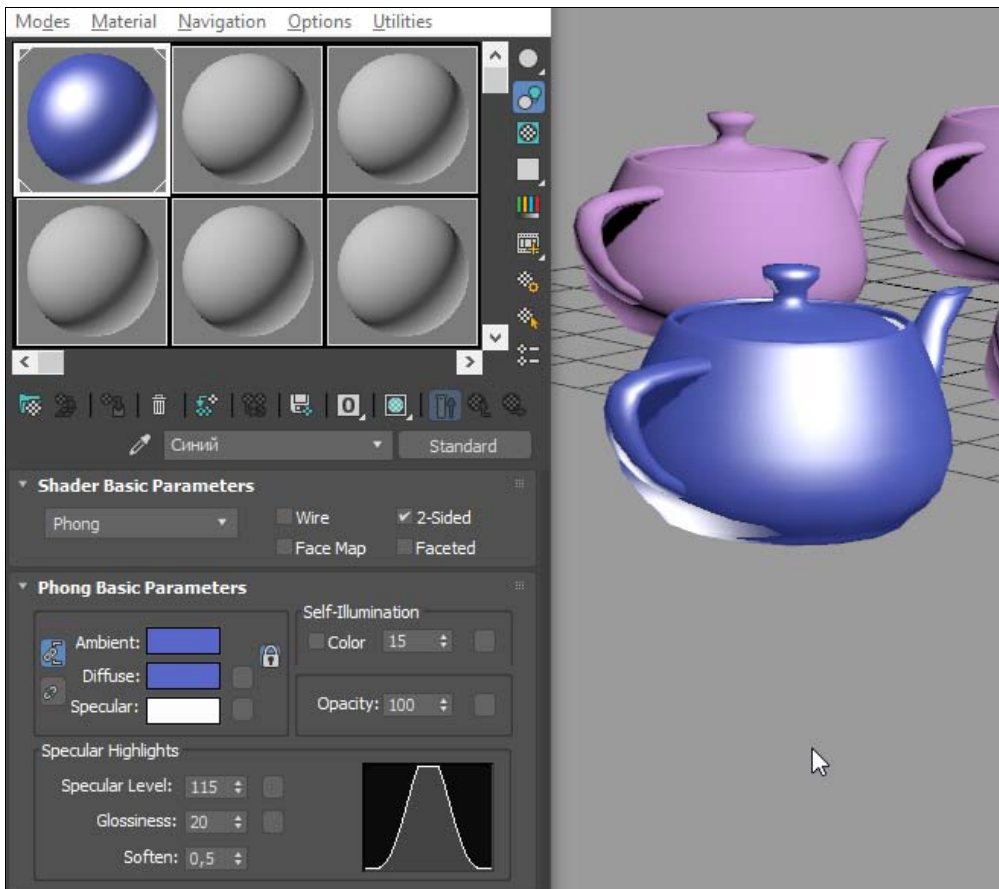 Modes Material Navigation Options Utilities
0
Синий Standard
Shader Basic Parameters
Phong Wire 2-Sided
Face Map Faceted
Phong Basic Parameters
Self-Illumination
Ambient: Color 15
Diffuse:
Specular: Opacity: 100
Specular Highlights
Specular Level: 115
Glossiness: 20
Soften: 0,5